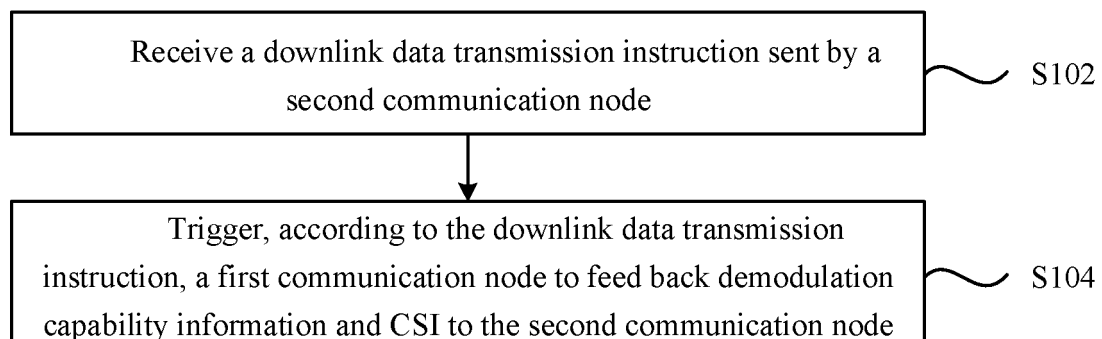 Receive a downlink data transmission instruction sent by a
second communication node
S102
Trigger, according to the downlink data transmission
instruction, a first communication node to feed back demodulation
capability information and CSI to the second communication node
S104